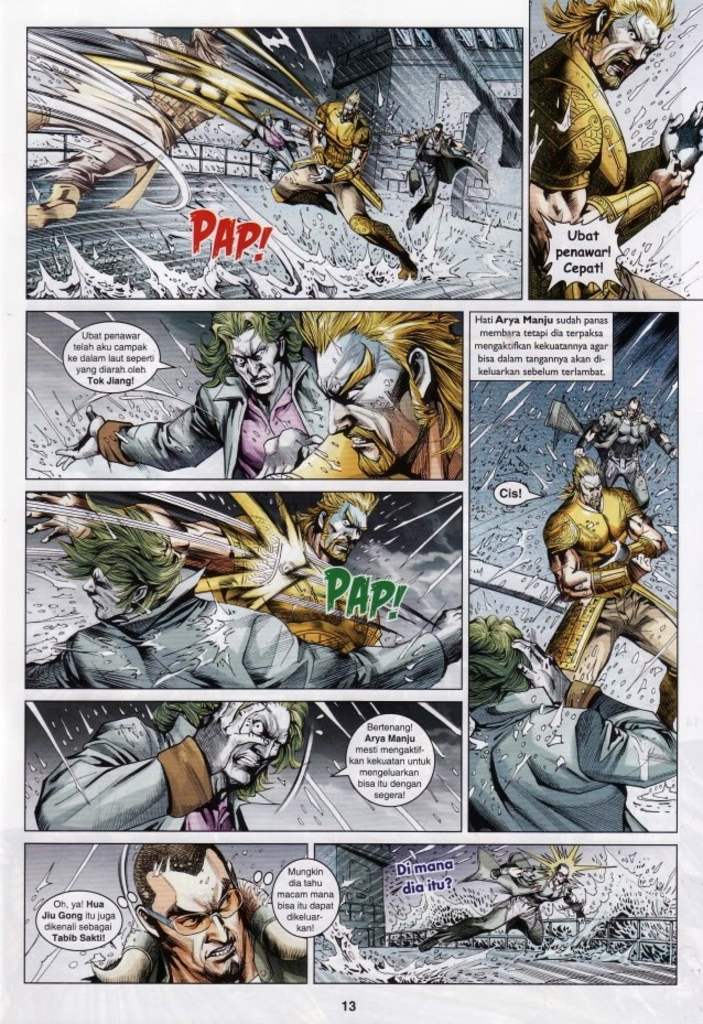 PAP!
Ubat
penawar!
Cepat!
Ubat penawar
telah aku campak
ke dalam laut seperti
yang diarah oleh
Tok Jiang!
Hati Arya Manju sudah panas
membara tetapi dia terpaksa
mengaktifkan kekuatannya agar
bisa dalam tangannya akan di-
keluarkan sebelum terlambat.
Cis!
PAP!
Bertenang!
Arya Manju
mesti mengaktif-
kan kekuatan untuk
mengeluarkan
bisa itu dengan
segera!
Oh, ya! Hua
Jiu Gong itu juga
dikenali sebagai
Tabib Sakti!
Mungkin
dia tahu
macam mana
bisa itu dapat
dikeluar-
kan!
Di mana
dia itu?
13